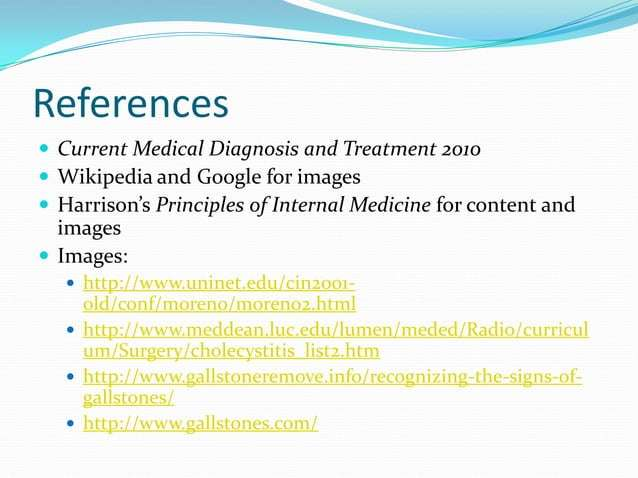 References
Current Medical Diagnosis and Treatment 2010
Wikipedia and Google for images
Harrison's Principles of Internal Medicine for content and
images
Images:
http://www.uninet.edu/cin2001-
old/conf/moreno/moreno2.html
http://www.meddean.luc.edu/lumen/meded/Radio/curricul
um/Surgery/cholecystitis_list2.htm
http://www.gallstoneremove.info/recognizing-the-signs-of-
gallstones/
http://www.gallstones.com/